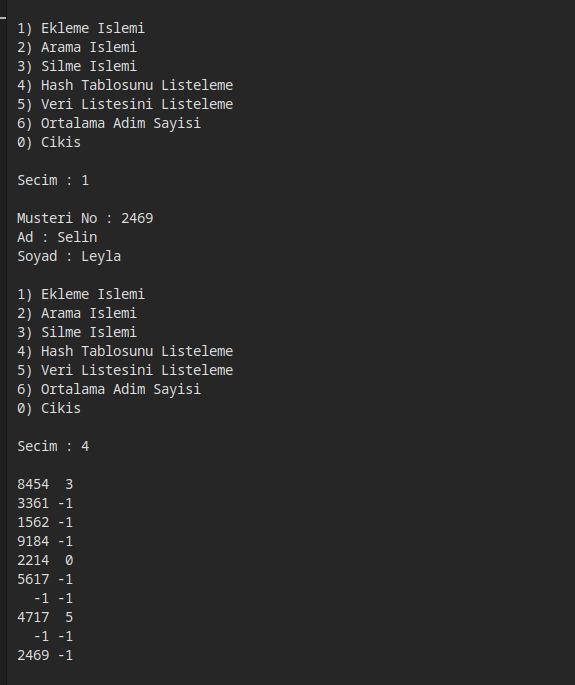 1) Ekleme Islemi
2) Arama Islemi
3) Silme Islemi
4) Hash Tablosunu Listeleme
5) Veri Listesini Listeleme
6) Ortalama Adim Sayisi
0) Cikis
Secim : 1
Musteri No : 2469
Ad : Selin
Soyad : Leyla
1) Ekleme Islemi
2) Arama Islemi
3) Silme Islemi
4) Hash Tablosunu Listeleme
5) Veri Listesini Listeleme
6) Ortalama Adim Sayisi
0) Cikis
Secim : 4
8454  3
3361 -1
1562 -1
9184 -1
2214  0
5617 -1
  -1 -1
4717  5
  -1 -1
2469 -1